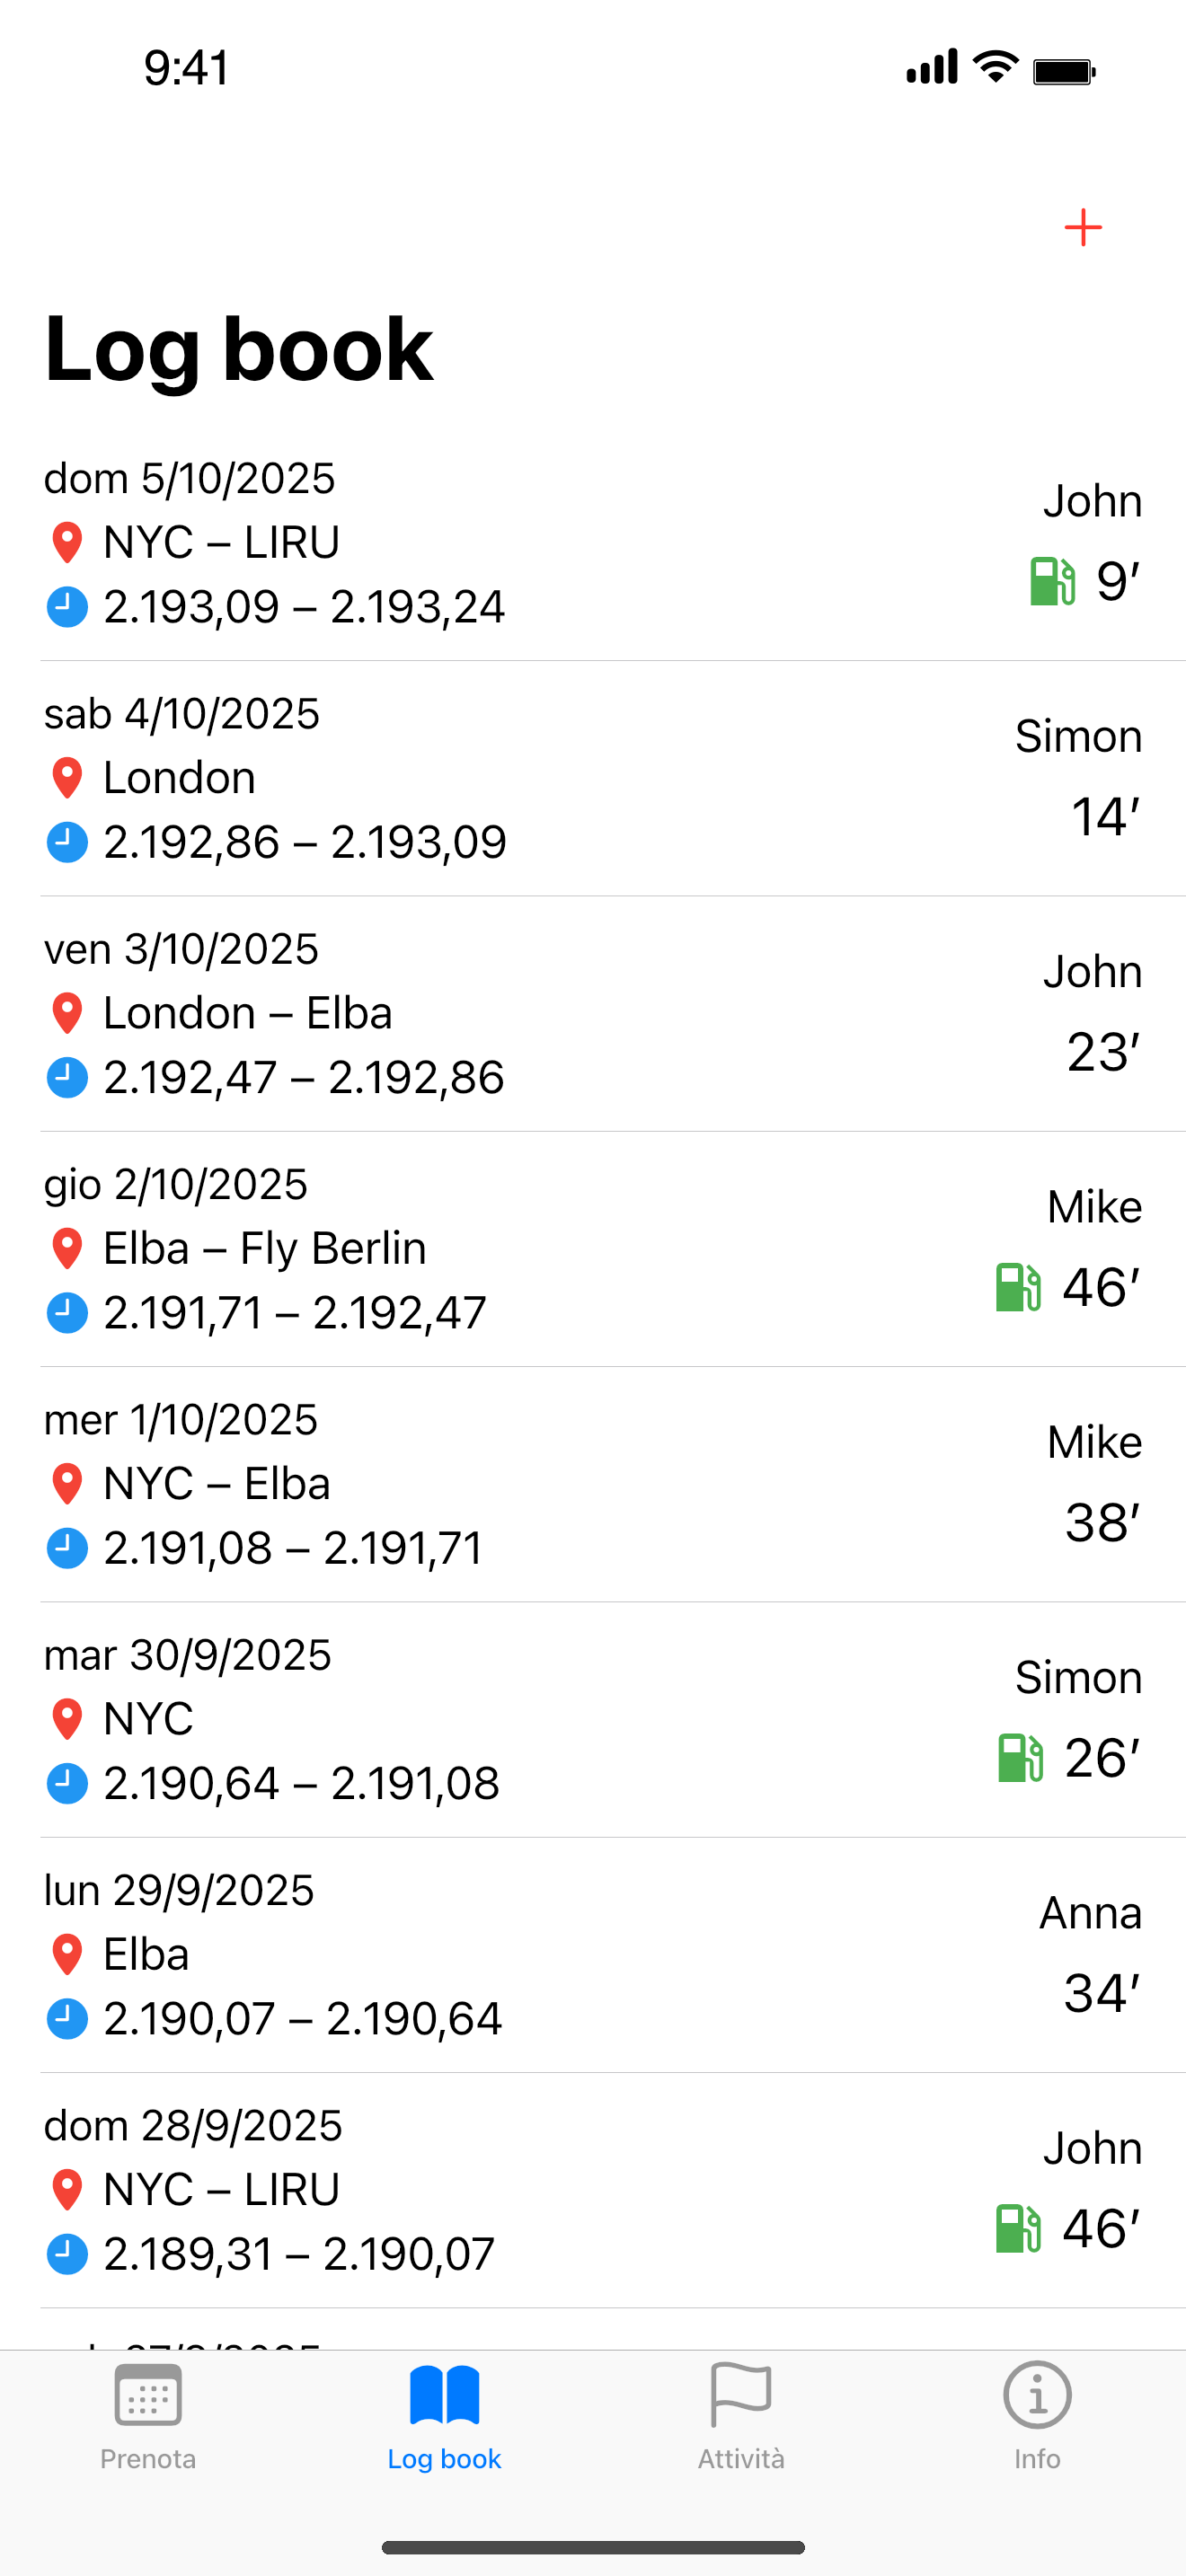 9:41
Log book
dom 5/10/2025
NYC – LIRU
2.193,09 – 2.193,24
John
9′
sab 4/10/2025
London
2.192,86 – 2.193,09
Simon
14′
ven 3/10/2025
London – Elba
2.192,47 – 2.192,86
John
23′
gio 2/10/2025
Elba – Fly Berlin
2.191,71 – 2.192,47
Mike
46′
mer 1/10/2025
NYC – Elba
2.191,08 – 2.191,71
Mike
38′
mar 30/9/2025
NYC
2.190,64 – 2.191,08
Simon
26′
lun 29/9/2025
Elba
2.190,07 – 2.190,64
Anna
34′
dom 28/9/2025
NYC – LIRU
2.189,31 – 2.190,07
John
46′
Prenota
Log book
Attività
Info